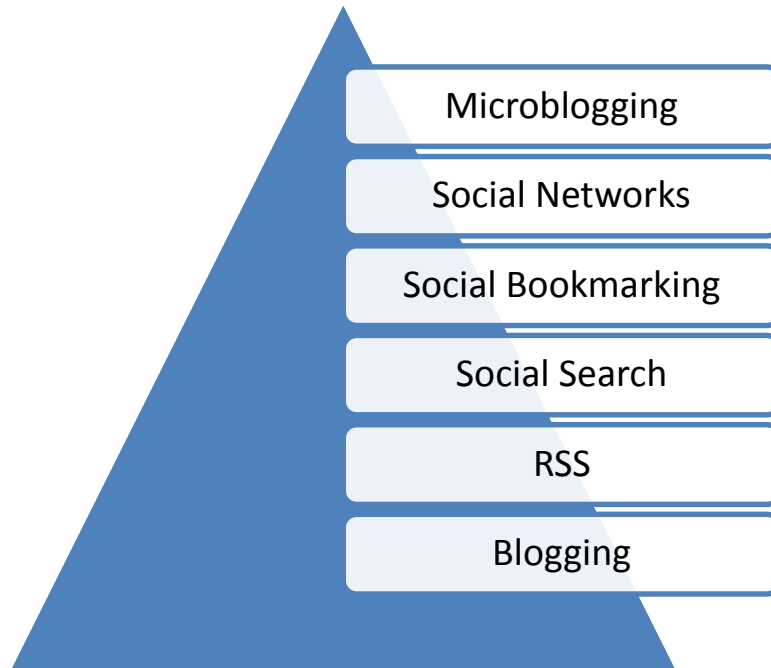 Microblogging
Social Networks
Social Bookmarking
Social Search
RSS
Blogging